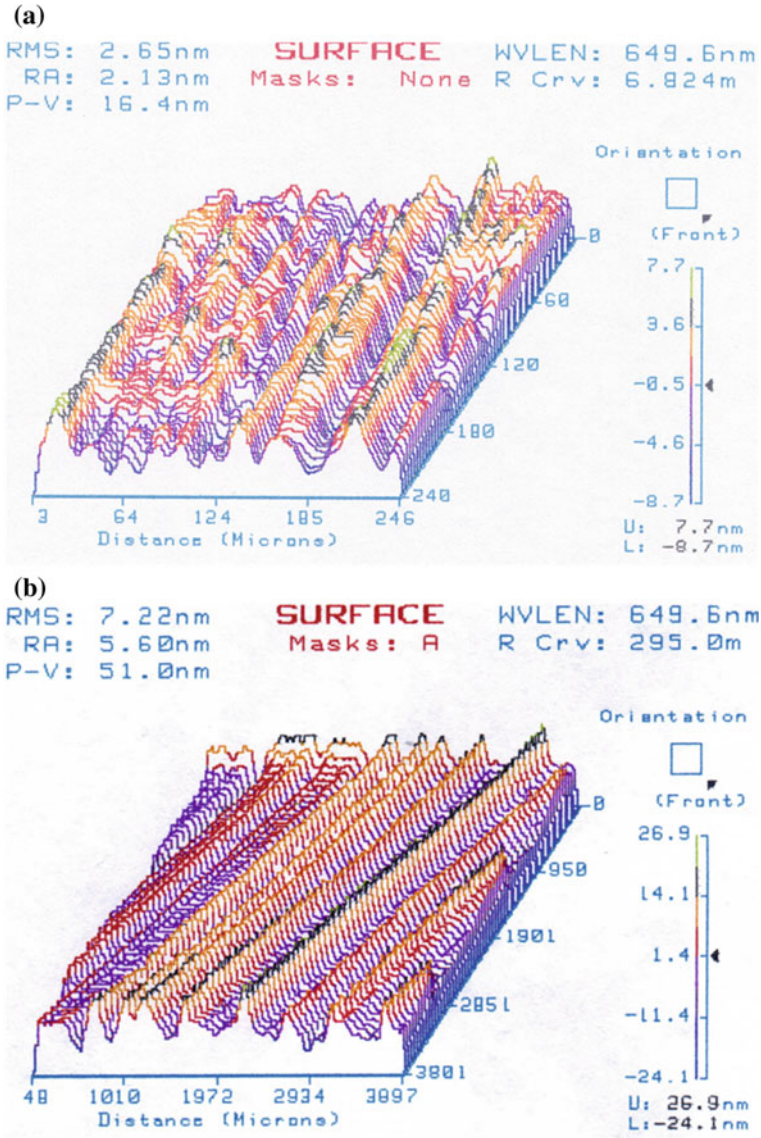 (a)
RMS: 2.65nm SURFACE WVLEN: 649.6nm
RA: 2.13nm Masks: None R Crv: 6.824m
P-V: 16.4nm
Orientation
(Front)
0
60
120
180
240
7.7
3.6
-0.5
-4.6
-8.7
U: 7.7nm
L: -8.7nm
3 64 124 185 246
Distance (Microns)
(b)
RMS: 7.22nm SURFACE WVLEN: 649.6nm
RA: 5.60nm Masks: A R Crv: 295.0m
P-V: 51.0nm
Orientation
(Front)
0
950
1901
2851
3801
26.9
14.1
1.4
-11.4
-24.1
U: 26.9nm
L:-24.1nm
48 1010 1972 2934 3897
Distance (Microns)